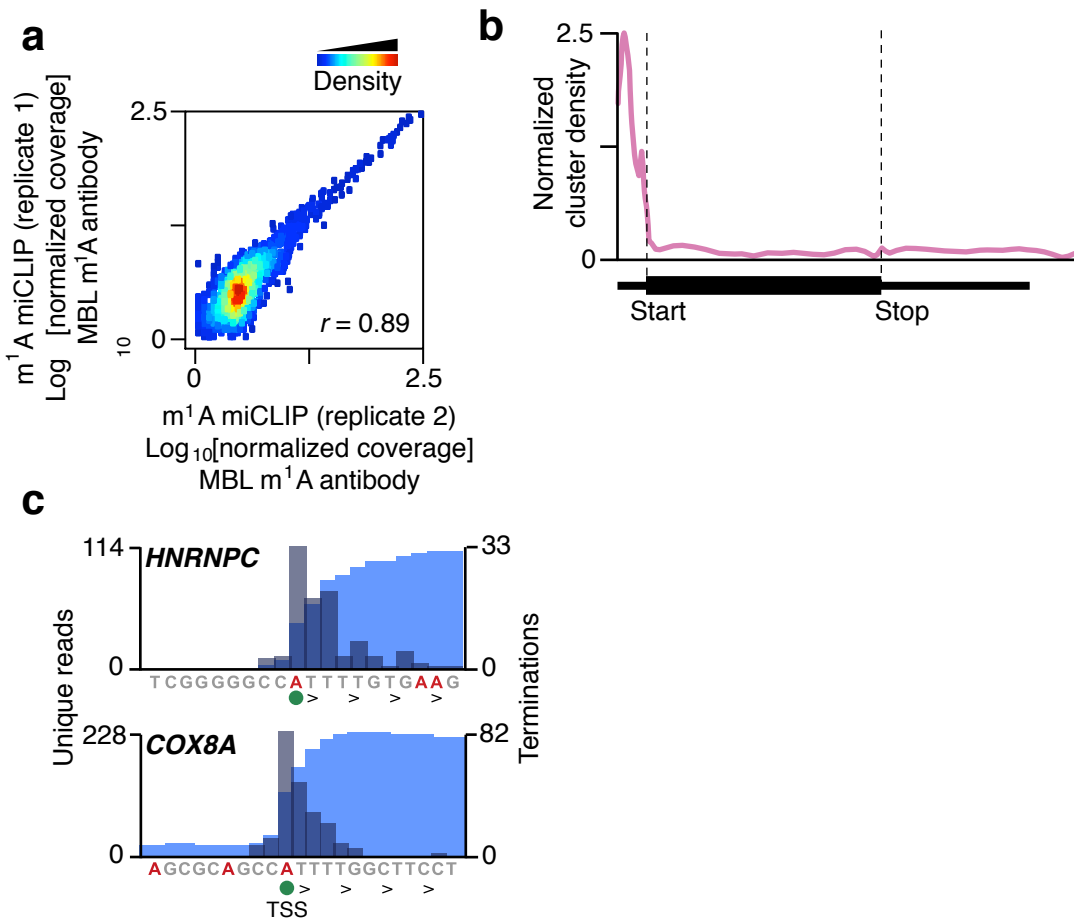 a
Density
m¹A miCLIP (replicate 1)
Log 10 [normalized coverage]
MBL m¹A antibody
2.5
0
r = 0.89
0
2.5
m¹A miCLIP (replicate 2)
Log10[normalized coverage]
MBL m¹A antibody
b
Normalized
cluster density
2.5
0
Start
Stop
c
Unique reads
Terminations
114
HNRNPC
33
0
0
TCGGGGGCCATTTTGTGAAG
> > > >
228
COX8A
82
0
0
AGCGCAGCCATTTTGGCTTCCT
> > > >
TSS